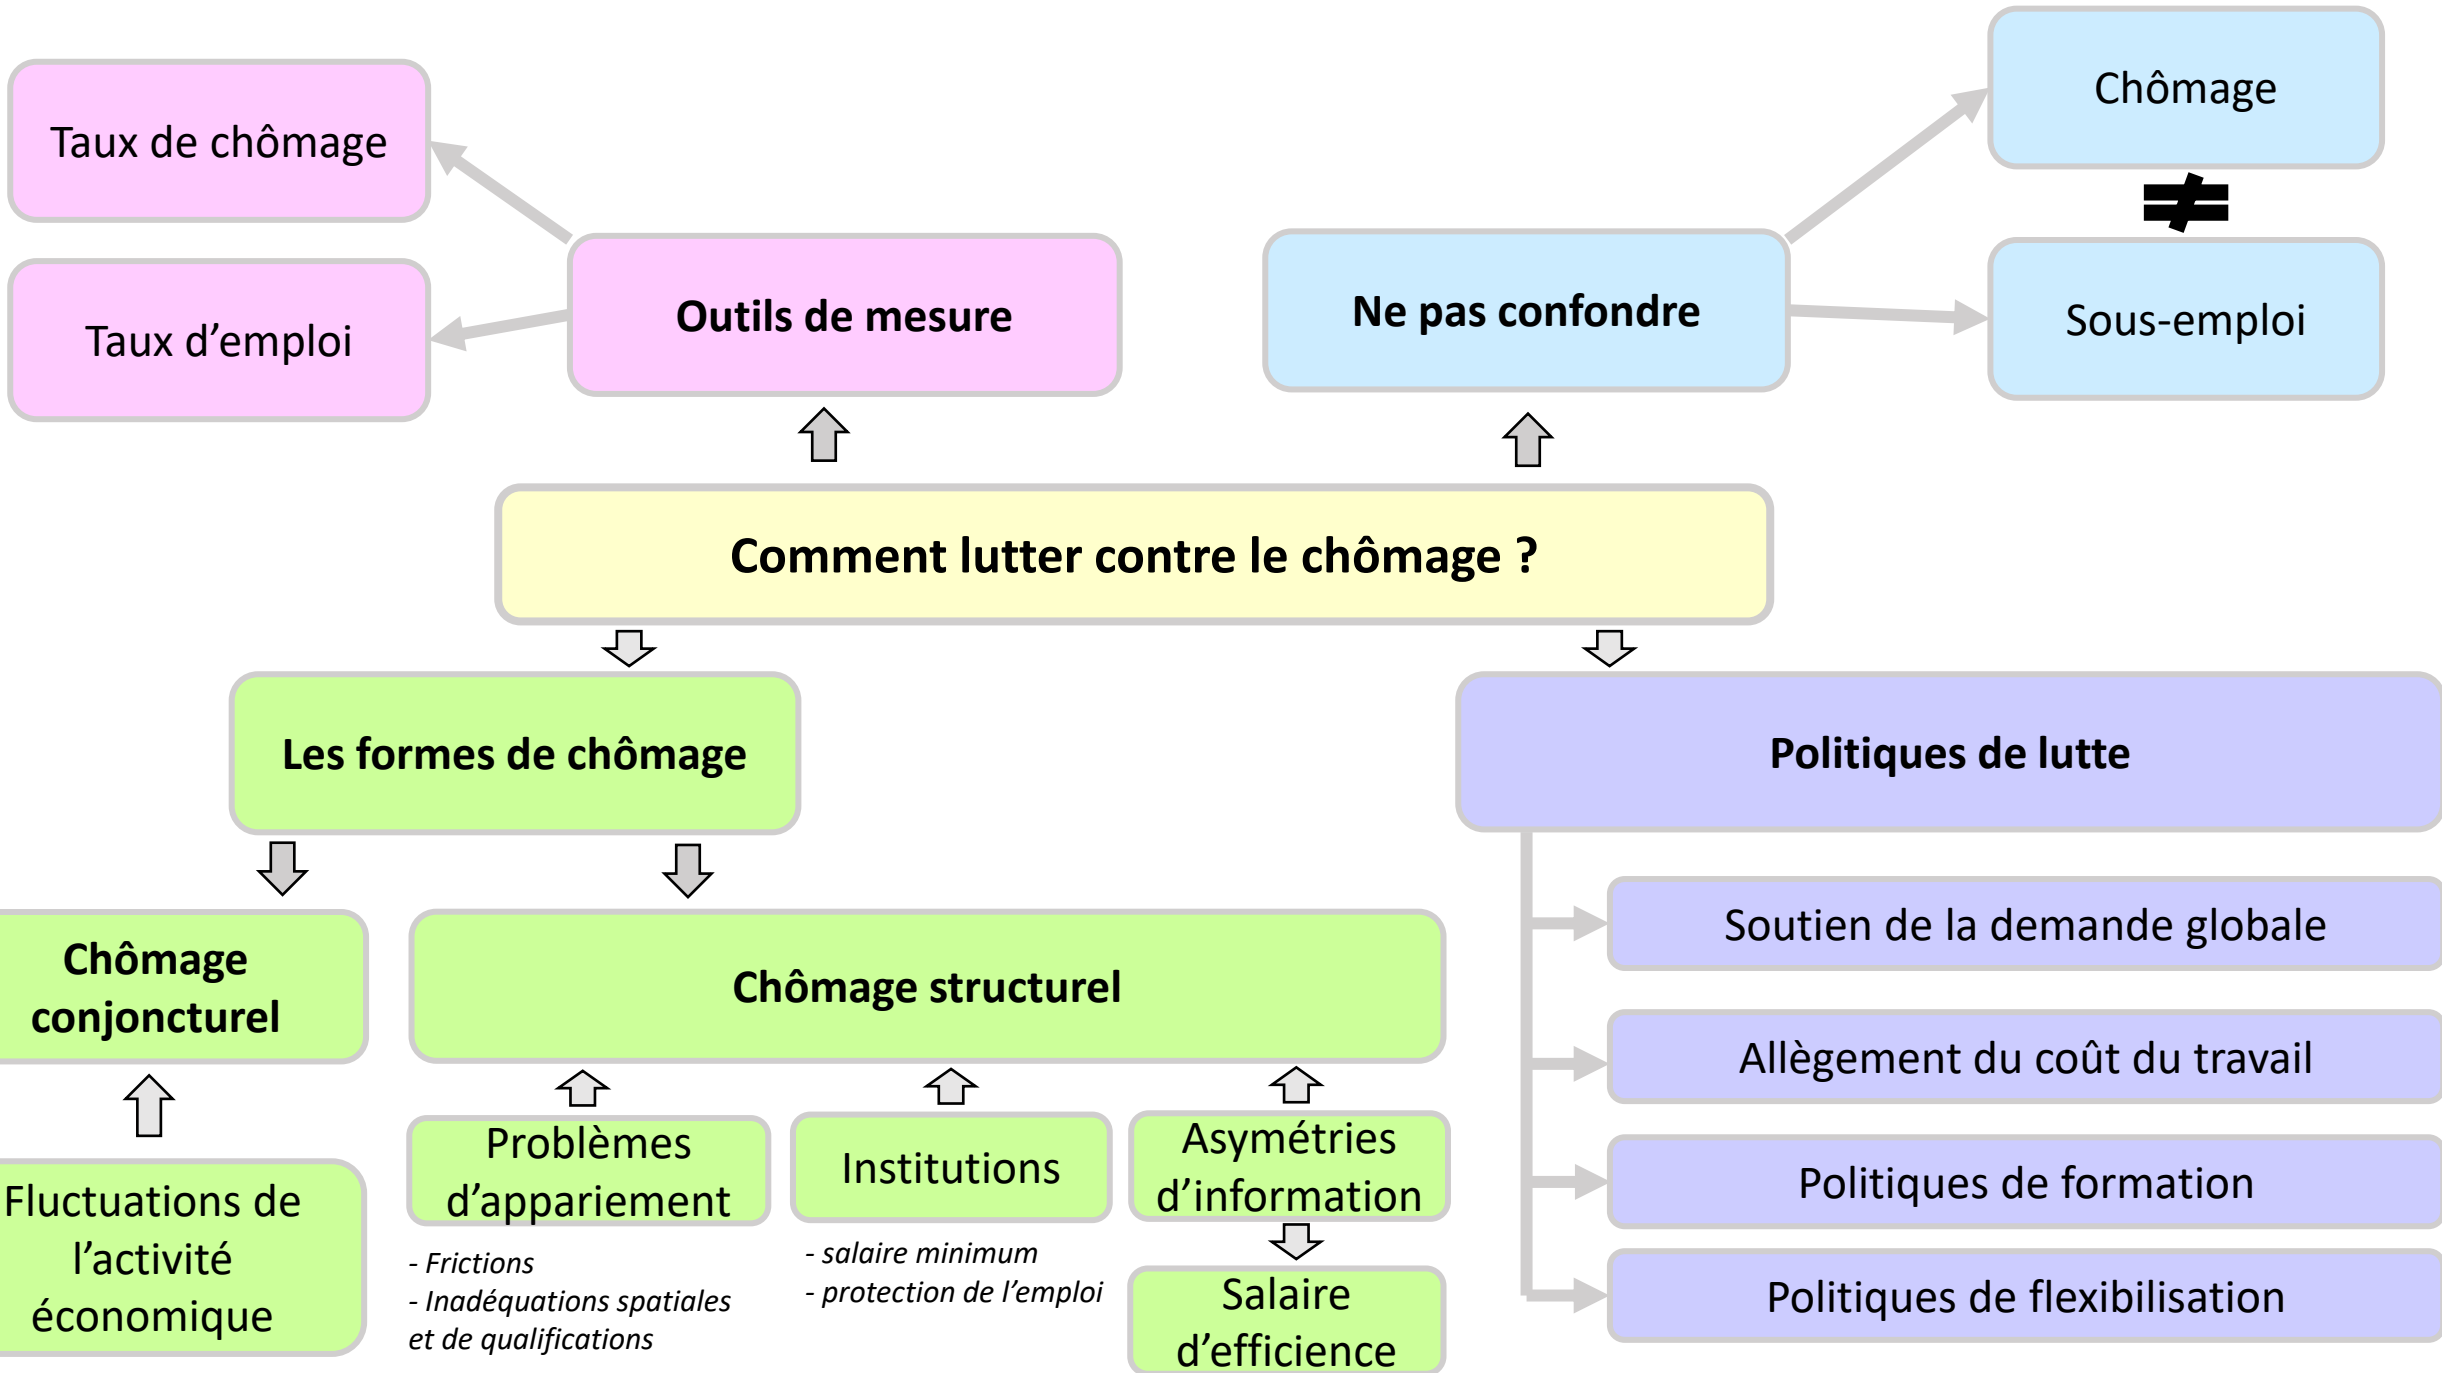 Chômage
Taux de chômage
≠
Outils de mesure
Ne pas confondre
Taux d’emploi
Sous-emploi
Comment lutter contre le chômage ?
Les formes de chômage
Politiques de lutte
Chômage
conjoncturel
Chômage structurel
Fluctuations de
l’activité
économique
Problèmes
d’appariement
- Frictions
- Inadéquations spatiales
et de qualifications
Institutions
- salaire minimum
- protection de l’emploi
Asymétries
d’information
Salaire
d’efficience
Soutien de la demande globale
Allègement du coût du travail
Politiques de formation
Politiques de flexibilisation